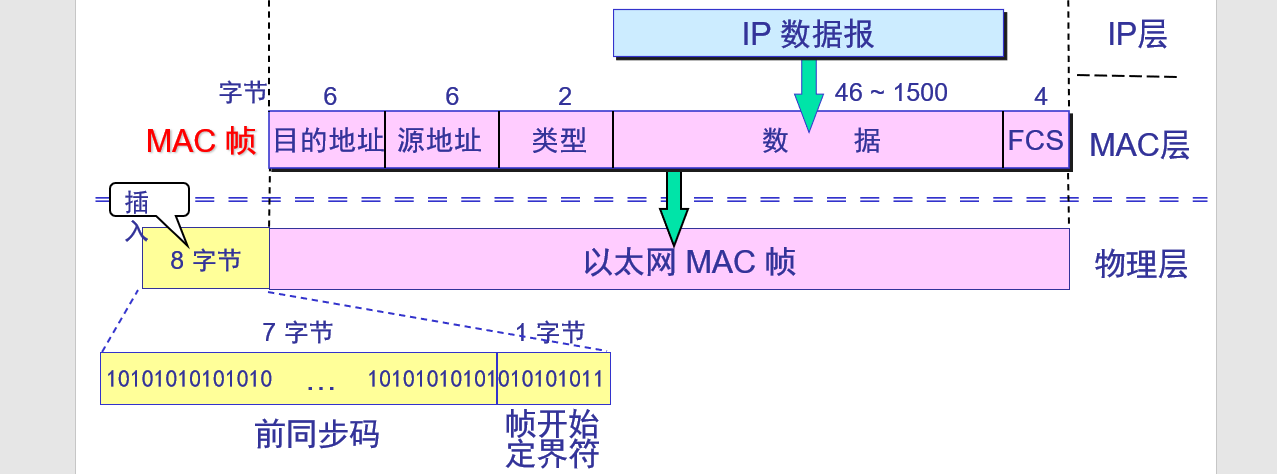 IP 数据报
IP层
字节
6
6
2
46 ~ 1500
4
MAC 帧
目的地址
源地址
类型
数 据
FCS
MAC层
插
入
8 字节
以太网 MAC 帧
物理层
7 字节
1 字节
10101010101010 … 10101010101010101011
前同步码
帧开始
定界符